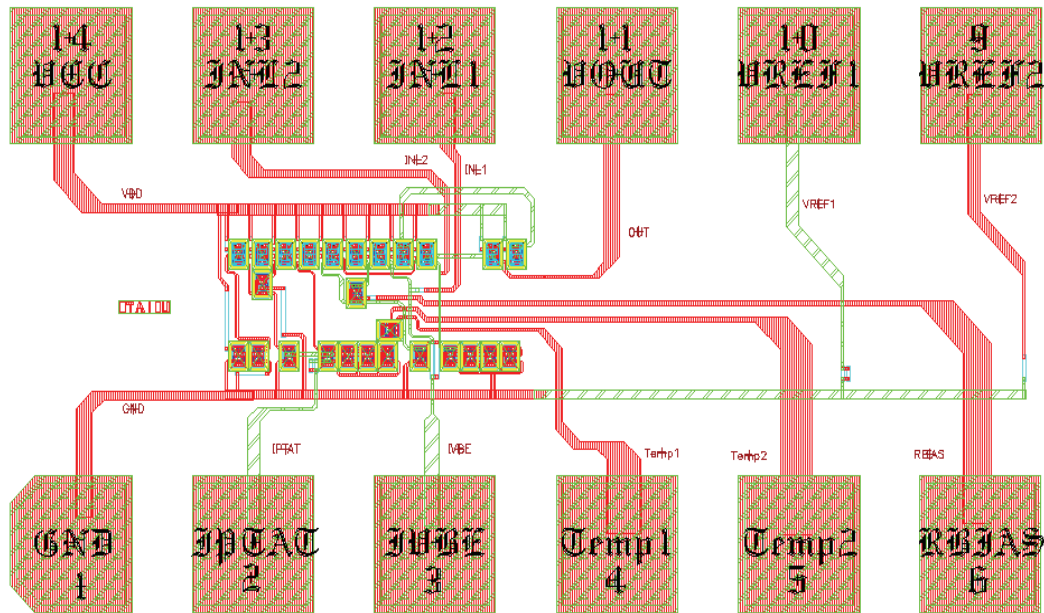 14
VCC
13
INL2
12
INL1
11
VOUT
10
VREF1
9
VREF2
INL2
INL1
VDD
VREF1
VREF2
OUT
GND
IPTAT
IVBE
Temp1
Temp2
RBIAS
GND
1
IPTAT
2
IVBE
3
Temp1
4
Temp2
5
RBIAS
6